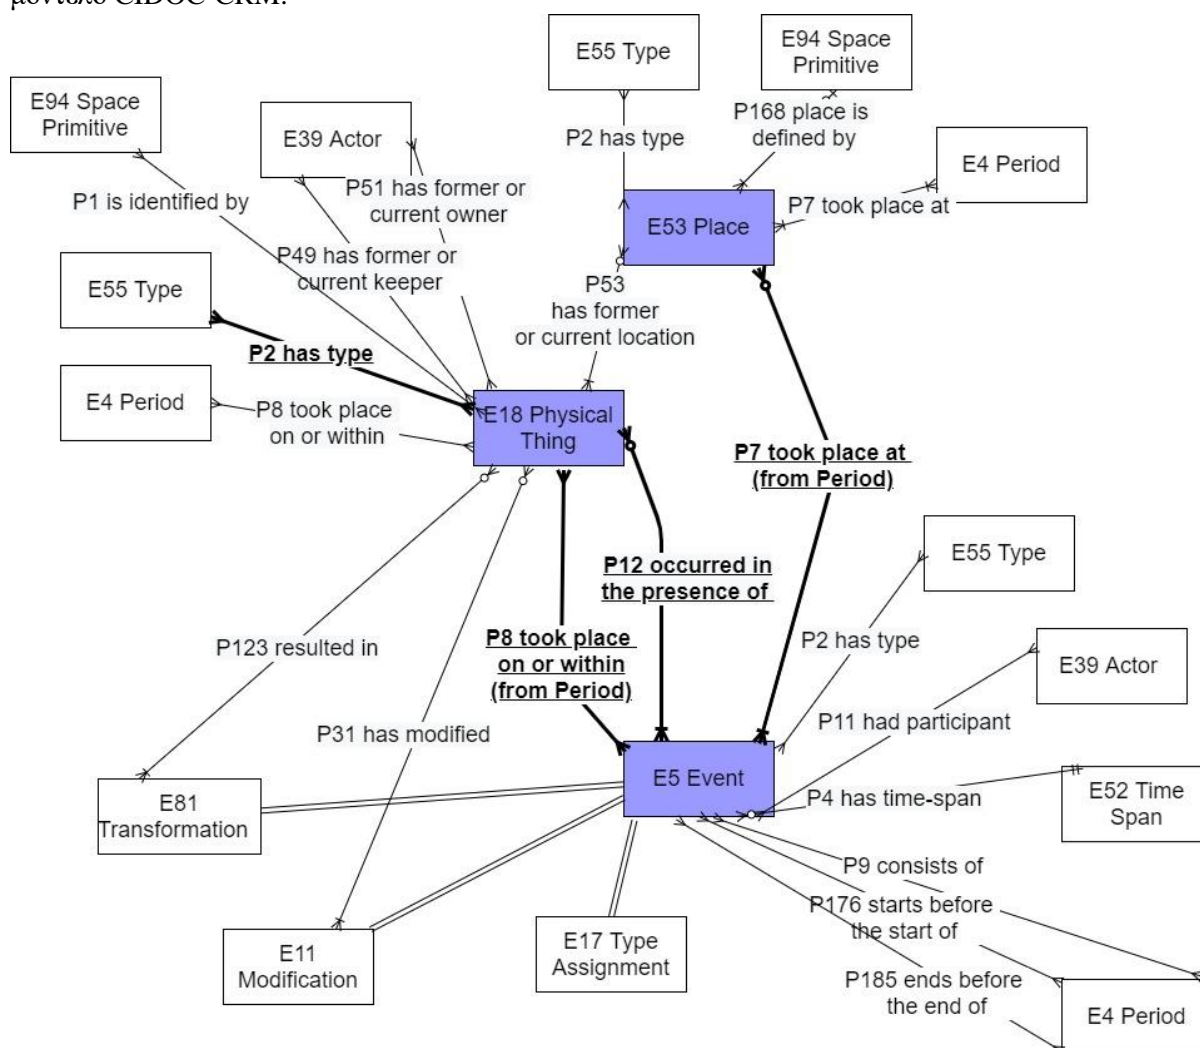 μοντέλο CIDOC-CRM.
E55 Type
E94 Space
Primitive
E94 Space
Primitive
E39 Actor
P2 has type
P168 place is
defined by
E4 Period
P51 has former or
current owner
P1 is identified by
P7 took place at
E53 Place
P49 has former or
current keeper
E55 Type
P53
has former
or current location
P2 has type
E4 Period
P8 took place
on or within
E18 Physical
Thing
P7 took place at
(from Period)
E55 Type
P12 occurred in
the presence of
P8 took place
on or within
(from Period)
P2 has type
P123 resulted in
E39 Actor
P11 had participant
P31 has modified
E5 Event
P4 has time-span
E52 Time
Span
E81
Transformation
P9 consists of
P176 starts before
the start of
E17 Type
Assignment
E11
Modification
P185 ends before
the end of
E4 Period